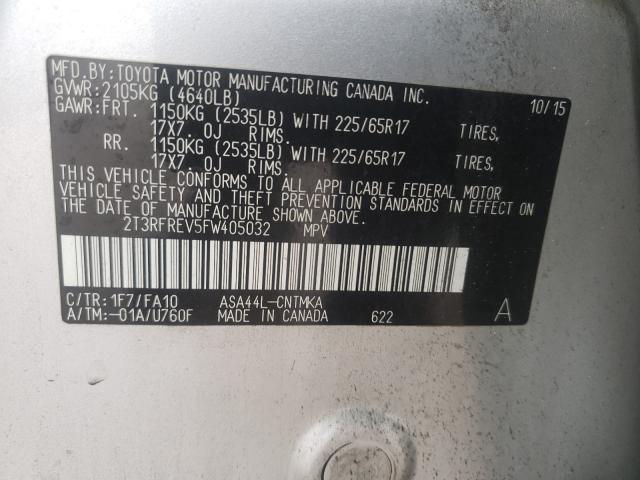 MFD.BY:TOYOTA MOTOR MANUFACTURING CANADA INC.
GVWR:2105KG (4640LB) 10/15
GAWR:FRT. 1150KG (2535LB) WITH 225/65R17 TIRES,
17X7. 0J RIMS.
RR. 1150KG (2535LB) WITH 225/65R17 TIRES,
17X7. 0J RIMS.
THIS VEHICLE CONFORMS TO ALL APPLICABLE FEDERAL MOTOR
VEHICLE SAFETY AND THEFT PREVENTION STANDARDS IN EFFECT ON
THE DATE OF MANUFACTURE SHOWN ABOVE.
2T3RFREV5FW405032 MPV
C/TR:1F7/FA10 ASA44L-CNTMKA
A/TM:-01A/U760F MADE IN CANADA 622 A